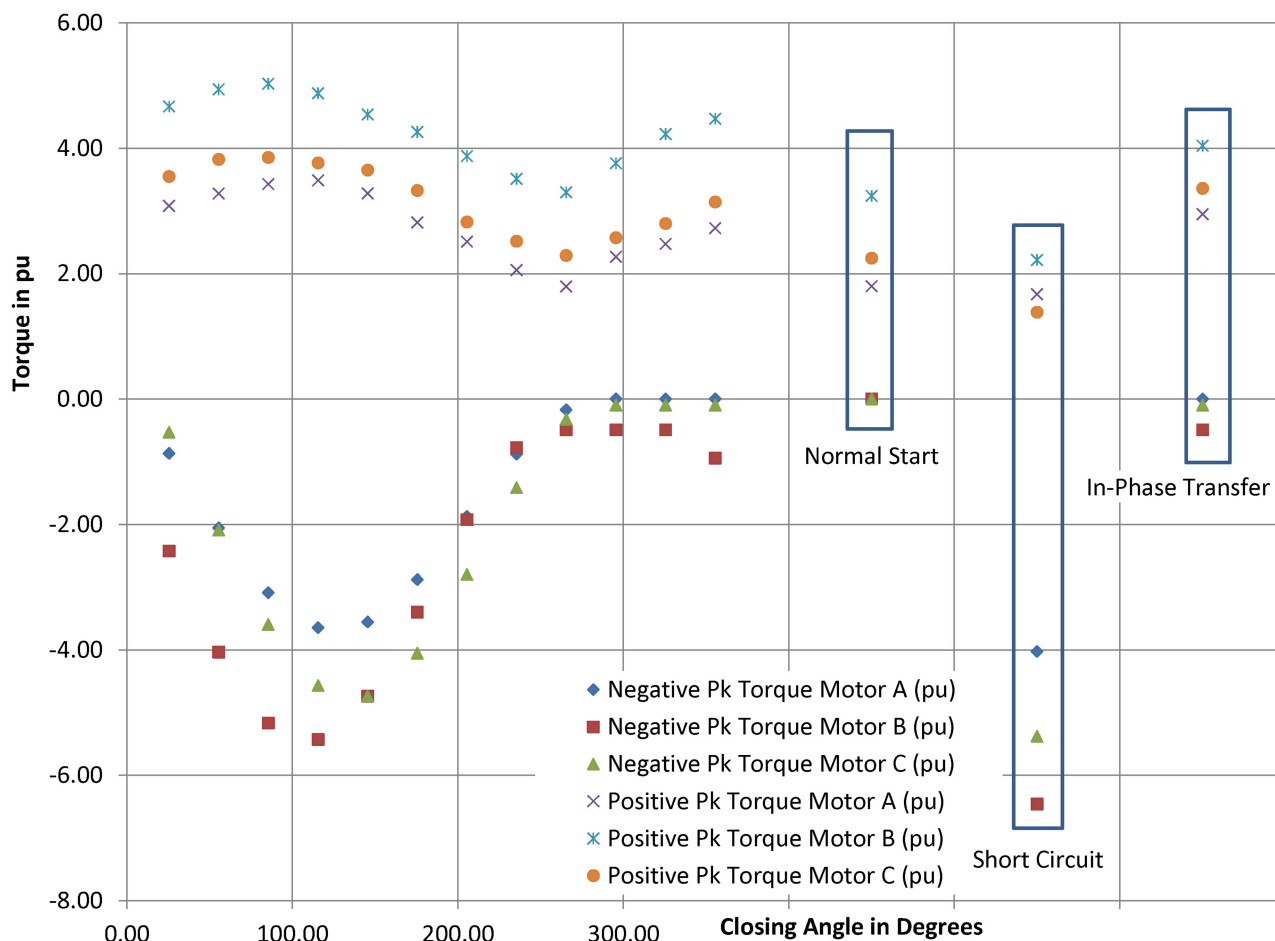 6.00
4.00
2.00
0.00
-2.00
-4.00
-6.00
-8.00
Torque in pu
Normal Start
In-Phase Transfer
Short Circuit
Negative Pk Torque Motor A (pu)
Negative Pk Torque Motor B (pu)
Negative Pk Torque Motor C (pu)
Positive Pk Torque Motor A (pu)
Positive Pk Torque Motor B (pu)
Positive Pk Torque Motor C (pu)
0.00 100.00 200.00 300.00
Closing Angle in Degrees